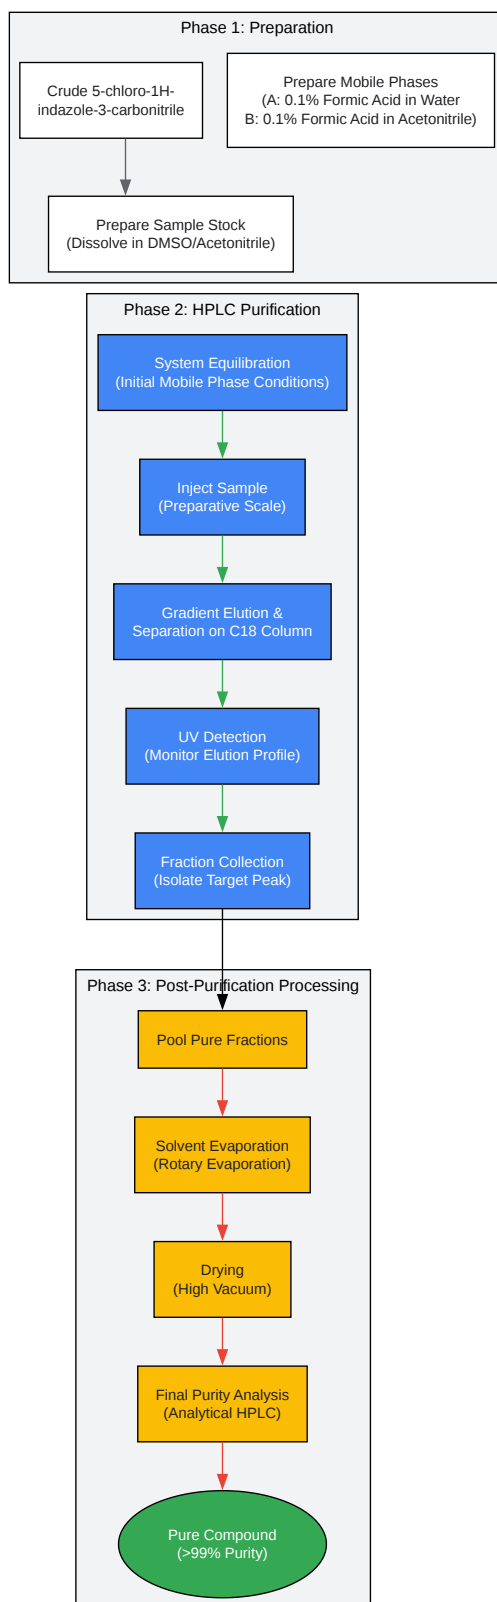 Phase 1: Preparation
Crude 5-chloro-1H-
indazole-3-carbonitrile
Prepare Mobile Phases
(A: 0.1% Formic Acid in Water
B: 0.1% Formic Acid in Acetonitrile)
Prepare Sample Stock
(Dissolve in DMSO/Acetonitrile)
Phase 2: HPLC Purification
System Equilibration
(Initial Mobile Phase Conditions)
Inject Sample
(Preparative Scale)
Gradient Elution &
Separation on C18 Column
UV Detection
(Monitor Elution Profile)
Fraction Collection
(Isolate Target Peak)
Phase 3: Post-Purification Processing
Pool Pure Fractions
Solvent Evaporation
(Rotary Evaporation)
Drying
(High Vacuum)
Final Purity Analysis
(Analytical HPLC)
Pure Compound
(>99% Purity)